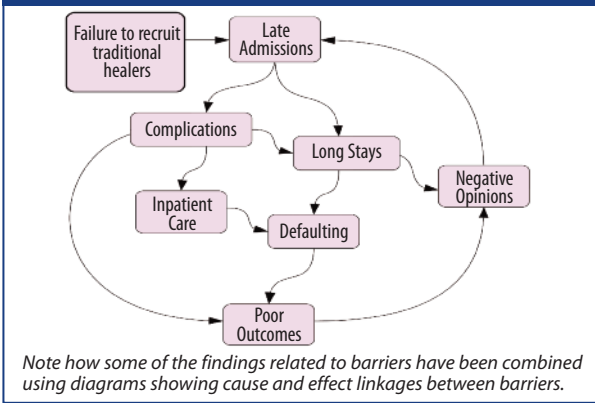 Failure to recruit
traditional
healers
Late
Admissions
Complications
Long Stays
Negative
Opinions
Inpatient
Care
Defaulting
Poor
Outcomes
Note how some of the findings related to barriers have been combined
using diagrams showing cause and effect linkages between barriers.